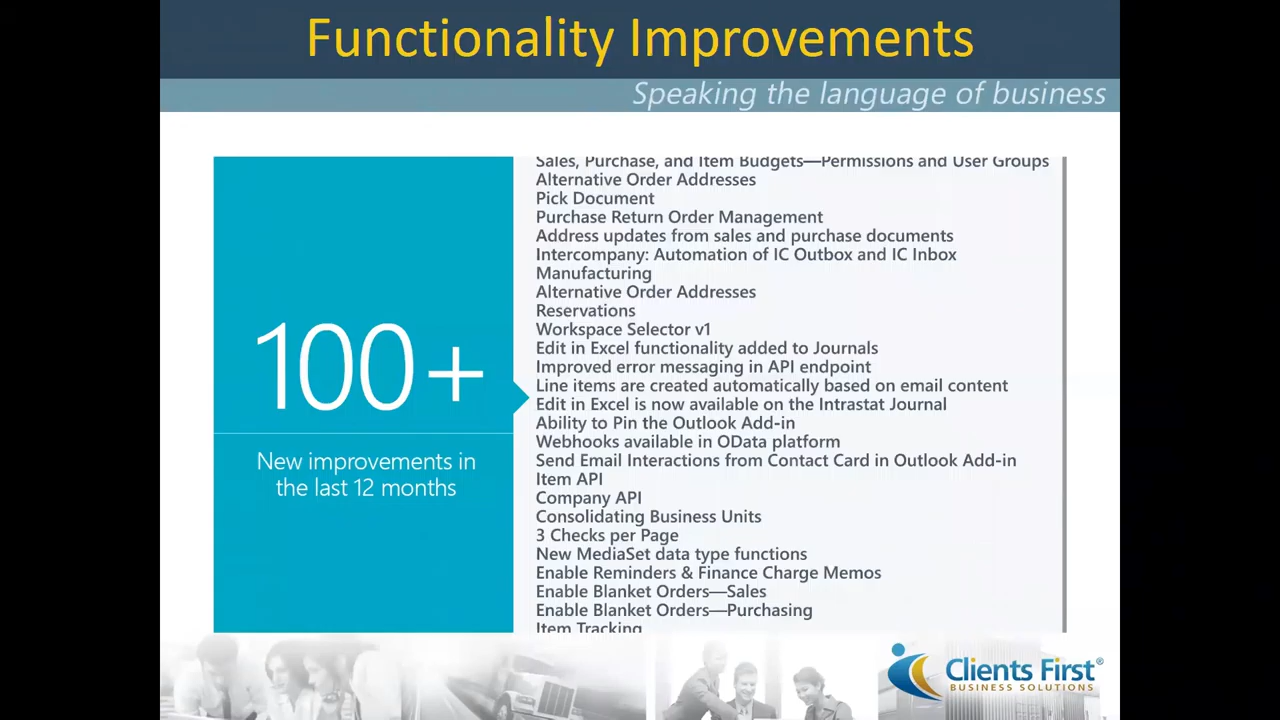 Functionality Improvements
Speaking the language of business
100+
New improvements in
the last 12 months
Sales, Purchase, and Item Budgets—Permissions and User Groups
Alternative Order Addresses
Pick Document
Purchase Return Order Management
Address updates from sales and purchase documents
Intercompany: Automation of IC Outbox and IC Inbox
Manufacturing
Alternative Order Addresses
Reservations
Workspace Selector v1
Edit in Excel functionality added to Journals
Improved error messaging in API endpoint
Line items are created automatically based on email content
Edit in Excel is now available on the Intrastat Journal
Ability to Pin the Outlook Add-in
Webhooks available in OData platform
Send Email Interactions from Contact Card in Outlook Add-in
Item API
Company API
Consolidating Business Units
3 Checks per Page
New MediaSet data type functions
Enable Reminders & Finance Charge Memos
Enable Blanket Orders—Sales
Enable Blanket Orders—Purchasing
Item Tracking
Clients First®
BUSINESS SOLUTIONS